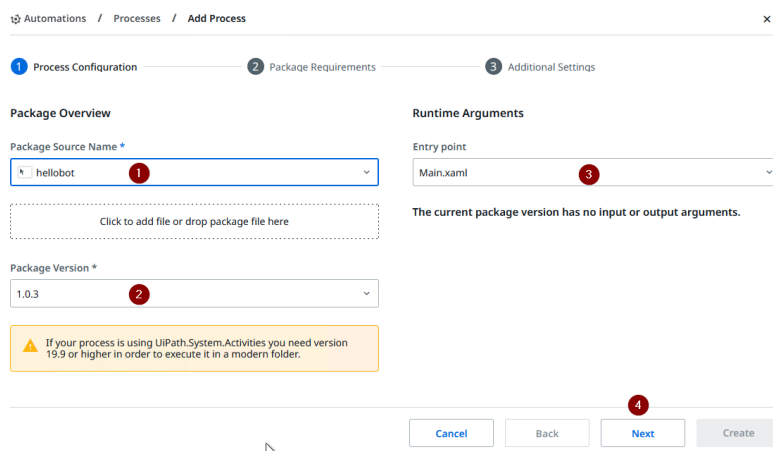 Automations / Processes / Add Process
1 Process Configuration 2 Package Requirements 3 Additional Settings
Package Overview
Package Source Name *
hellobot 1
Click to add file or drop package file here
Package Version *
1.0.3 2
If your process is using UiPath.System.Activities you need version
19.9 or higher in order to execute it in a modern folder.
Runtime Arguments
Entry point
Main.xaml 3
The current package version has no input or output arguments.
4
Cancel Back Next Create